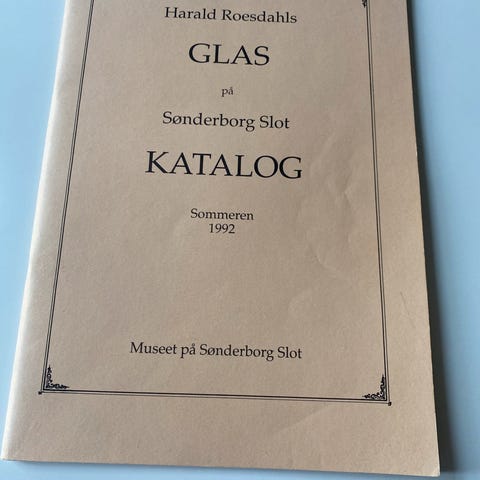 Harald Roesdahls
GLAS
på
Sønderborg Slot
KATALOG
Sommeren
1992
Museet på Sønderborg Slot